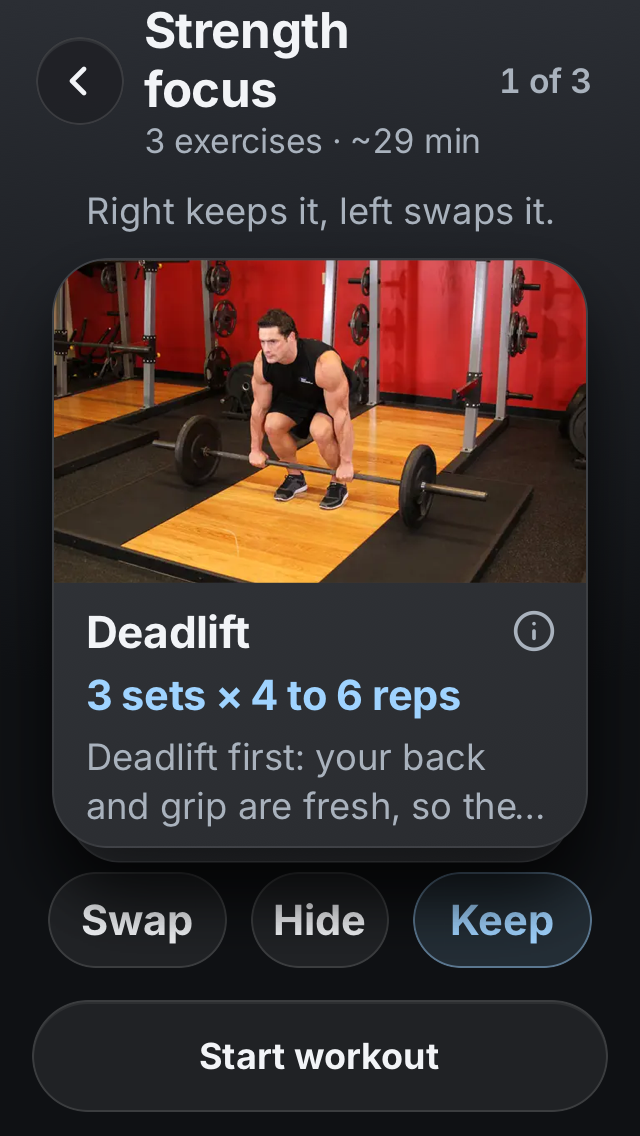 Strength
focus
1 of 3
3 exercises · ~29 min
Right keeps it, left swaps it.
Deadlift
3 sets × 4 to 6 reps
Deadlift first: your back
and grip are fresh, so the...
Swap
Hide
Keep
Start workout